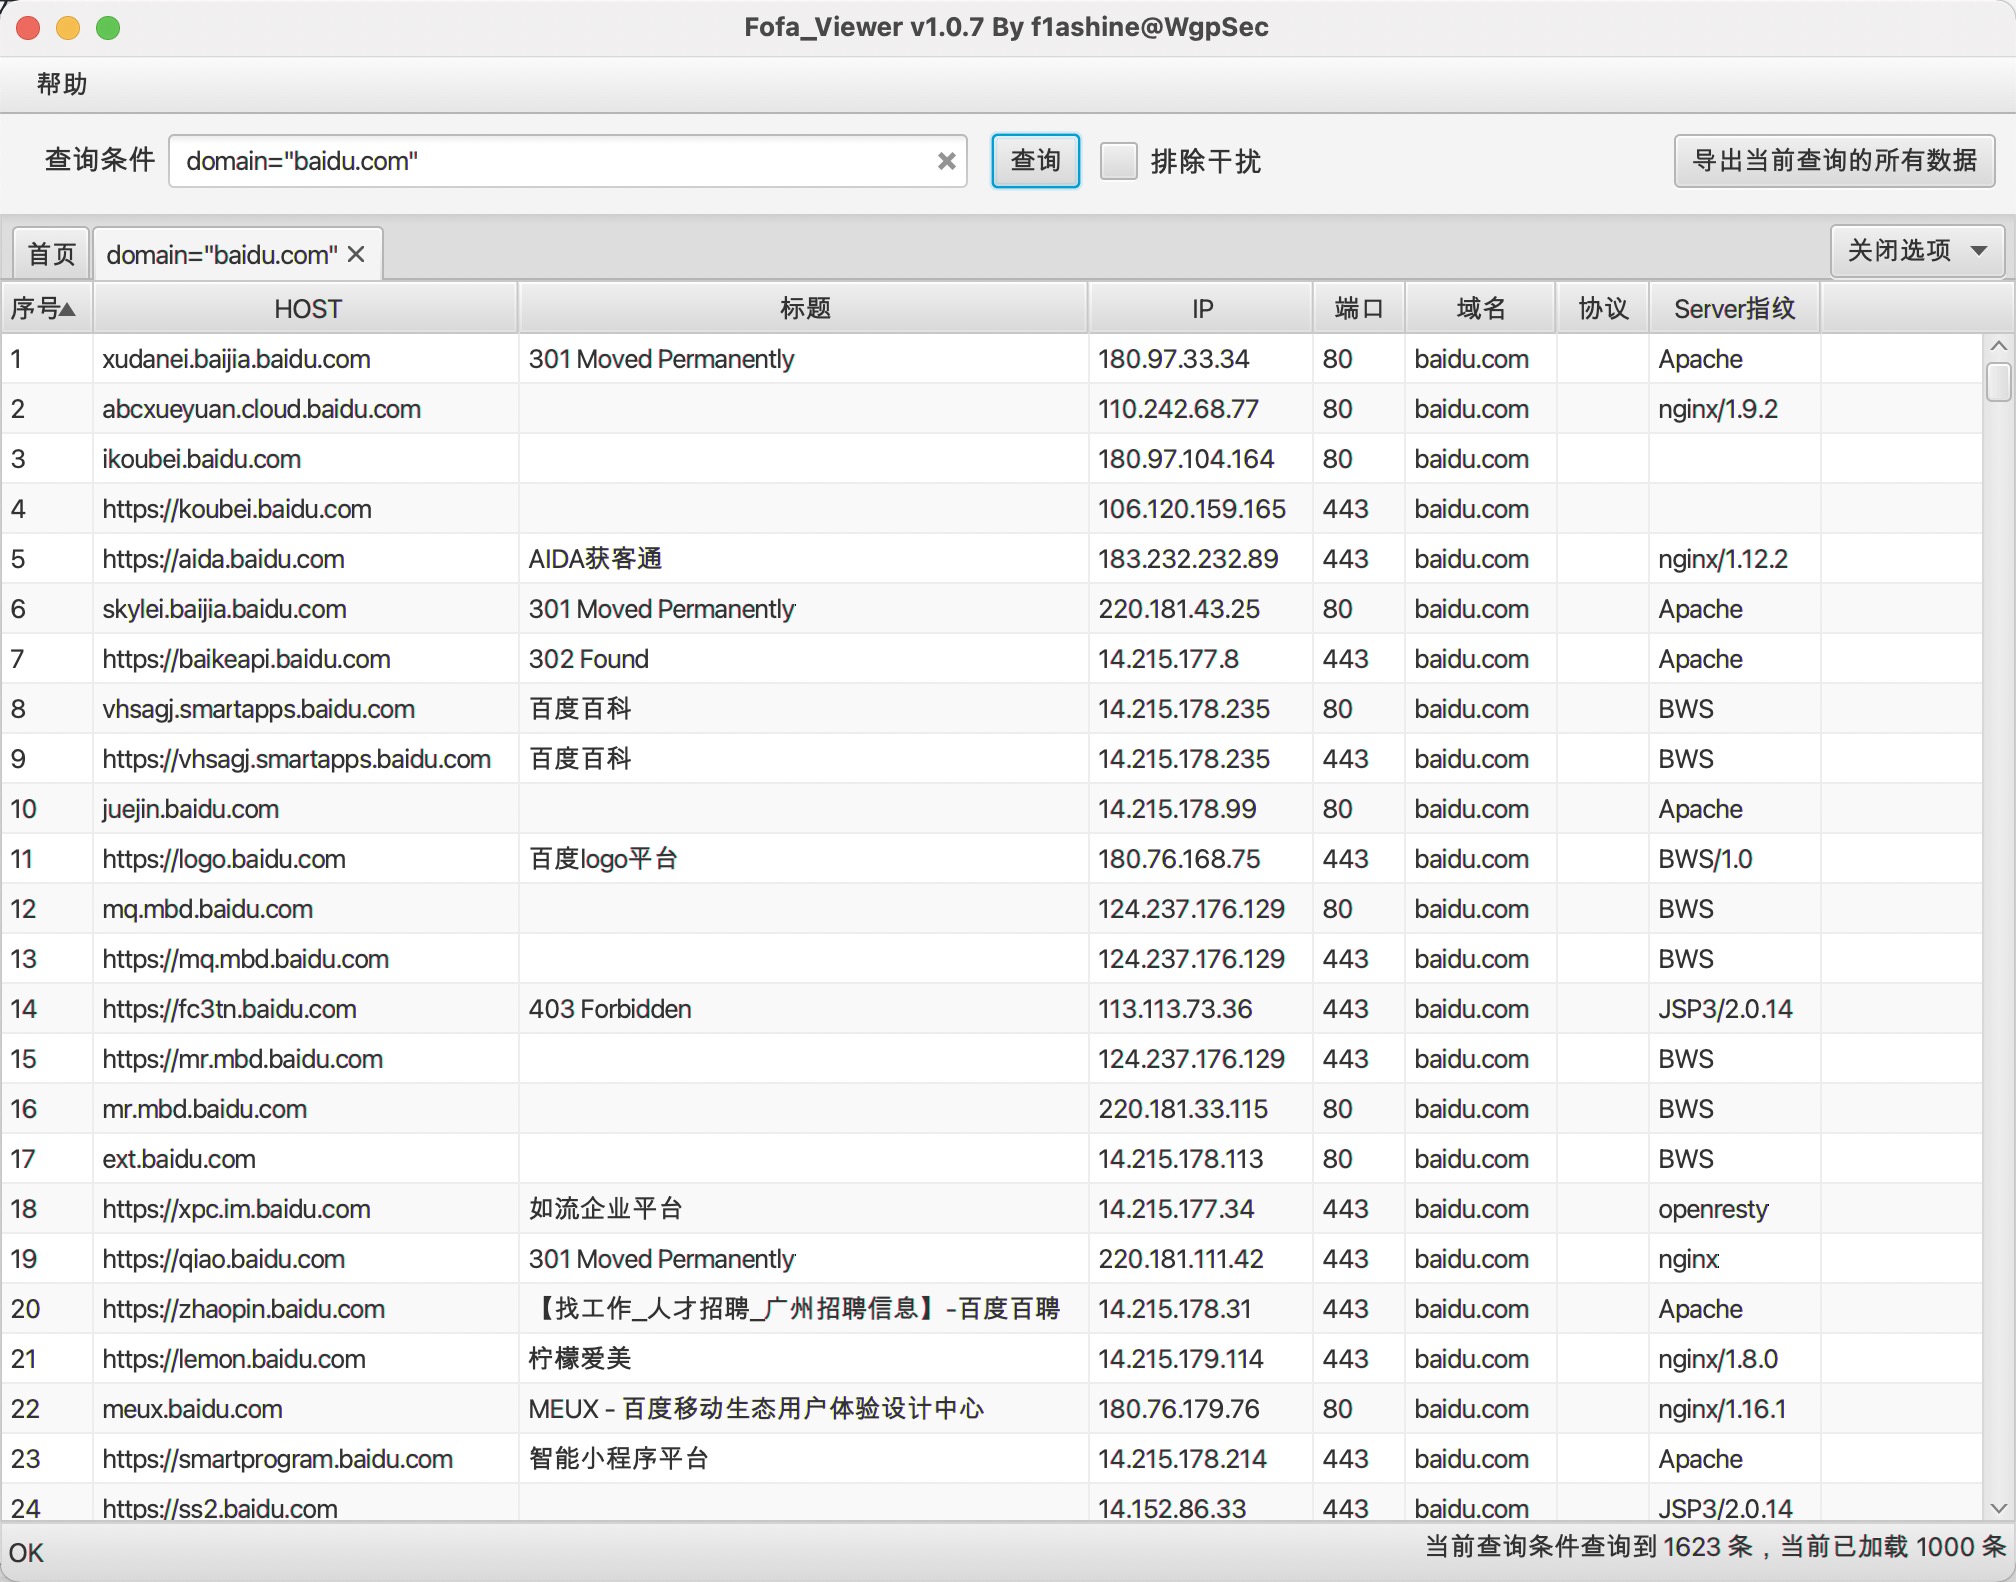 Fofa_Viewer v1.0.7 By f1ashine@WgpSec
帮助
查询条件 domain="baidu.com" 查询 排除干扰 导出当前查询的所有数据
首页 domain="baidu.com" 关闭选项
序号 HOST 标题 IP 端口 域名 协议 Server指纹
1 xudanei.baijia.baidu.com 301 Moved Permanently 180.97.33.34 80 baidu.com Apache
2 abcxueyuan.cloud.baidu.com 110.242.68.77 80 baidu.com nginx/1.9.2
3 ikoubei.baidu.com 180.97.104.164 80 baidu.com
4 https://koubei.baidu.com 106.120.159.165 443 baidu.com
5 https://aida.baidu.com AIDA获客通 183.232.232.89 443 baidu.com nginx/1.12.2
6 skylei.baijia.baidu.com 301 Moved Permanently 220.181.43.25 80 baidu.com Apache
7 https://baikeapi.baidu.com 302 Found 14.215.177.8 443 baidu.com Apache
8 vhsagj.smartapps.baidu.com 百度百科 14.215.178.235 80 baidu.com BWS
9 https://vhsagj.smartapps.baidu.com 百度百科 14.215.178.235 443 baidu.com BWS
10 juejin.baidu.com 14.215.178.99 80 baidu.com Apache
11 https://logo.baidu.com 百度logo平台 180.76.168.75 443 baidu.com BWS/1.0
12 mq.mbd.baidu.com 124.237.176.129 80 baidu.com BWS
13 https://mq.mbd.baidu.com 124.237.176.129 443 baidu.com BWS
14 https://fc3tn.baidu.com 403 Forbidden 113.113.73.36 443 baidu.com JSP3/2.0.14
15 https://mr.mbd.baidu.com 124.237.176.129 443 baidu.com BWS
16 mr.mbd.baidu.com 220.181.33.115 80 baidu.com BWS
17 ext.baidu.com 14.215.178.113 80 baidu.com BWS
18 https://xpc.im.baidu.com 如流企业平台 14.215.177.34 443 baidu.com openresty
19 https://qiao.baidu.com 301 Moved Permanently 220.181.111.42 443 baidu.com nginx
20 https://zhaopin.baidu.com 【找工作_人才招聘_广州招聘信息】-百度百聘 14.215.178.31 443 baidu.com Apache
21 https://lemon.baidu.com 柠檬爱美 14.215.179.114 443 baidu.com nginx/1.8.0
22 meux.baidu.com MEUX - 百度移动生态用户体验设计中心 180.76.179.76 80 baidu.com nginx/1.16.1
23 https://smartprogram.baidu.com 智能小程序平台 14.215.178.214 443 baidu.com Apache
24 https://ss2.baidu.com 14.152.86.33 443 baidu.com JSP3/2.0.14
OK 当前查询条件查询到 1623 条，当前已加载 1000 条